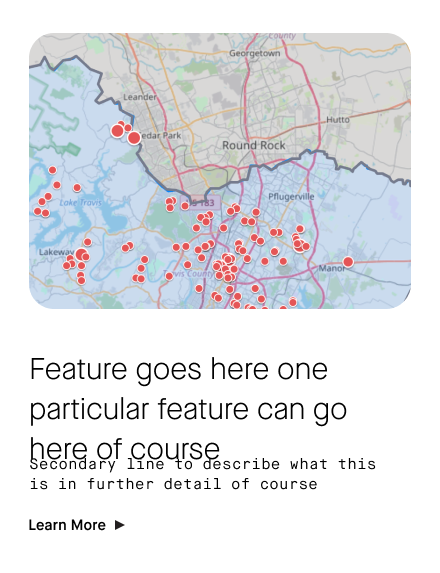 County
Georgetown
Leander
Hutto
edar Park
Round Rock
US 183
Pflugerville
Lake Travis
Lakeway
Travis County
Manor
Feature goes here one
particular feature can go
here of course
Secondary line to describe what this
is in further detail of course
Learn More ►